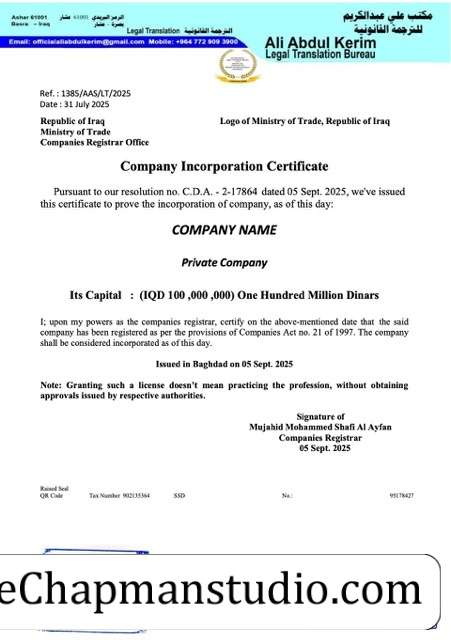 Ashar 61001 الرمز البريدي 61001 عشار
Basra – Iraq بصرة - عشار
Legal Translation الترجمة القانونية
Email: officialaliabdulkerim@gmail.com Mobile: +964 772 909 3900
مكتب علي عبدالكريم
للترجمة القانونية
Ali Abdul Kerim
Legal Translation Bureau
Ref. : 1385/AAS/LT/2025
Date : 31 July 2025
Republic of Iraq
Ministry of Trade
Companies Registrar Office
Logo of Ministry of Trade, Republic of Iraq
Company Incorporation Certificate
Pursuant to our resolution no. C.D.A. - 2-17864 dated 05 Sept. 2025, we've issued
this certificate to prove the incorporation of company, as of this day:
COMPANY NAME
Private Company
Its Capital : (IQD 100 ,000 ,000) One Hundred Million Dinars
I; upon my powers as the companies registrar, certify on the above-mentioned date that the said
company has been registered as per the provisions of Companies Act no. 21 of 1997. The company
shall be considered incorporated as of this day.
Issued in Baghdad on 05 Sept. 2025
Note: Granting such a license doesn't mean practicing the profession, without obtaining
approvals issued by respective authorities.
Signature of
Mujahid Mohammed Shafi Al Ayfan
Companies Registrar
05 Sept. 2025
Raised Seal
QR Code Tax Number 902135364 SSD No.: 95178427
eChapmanstudio.com